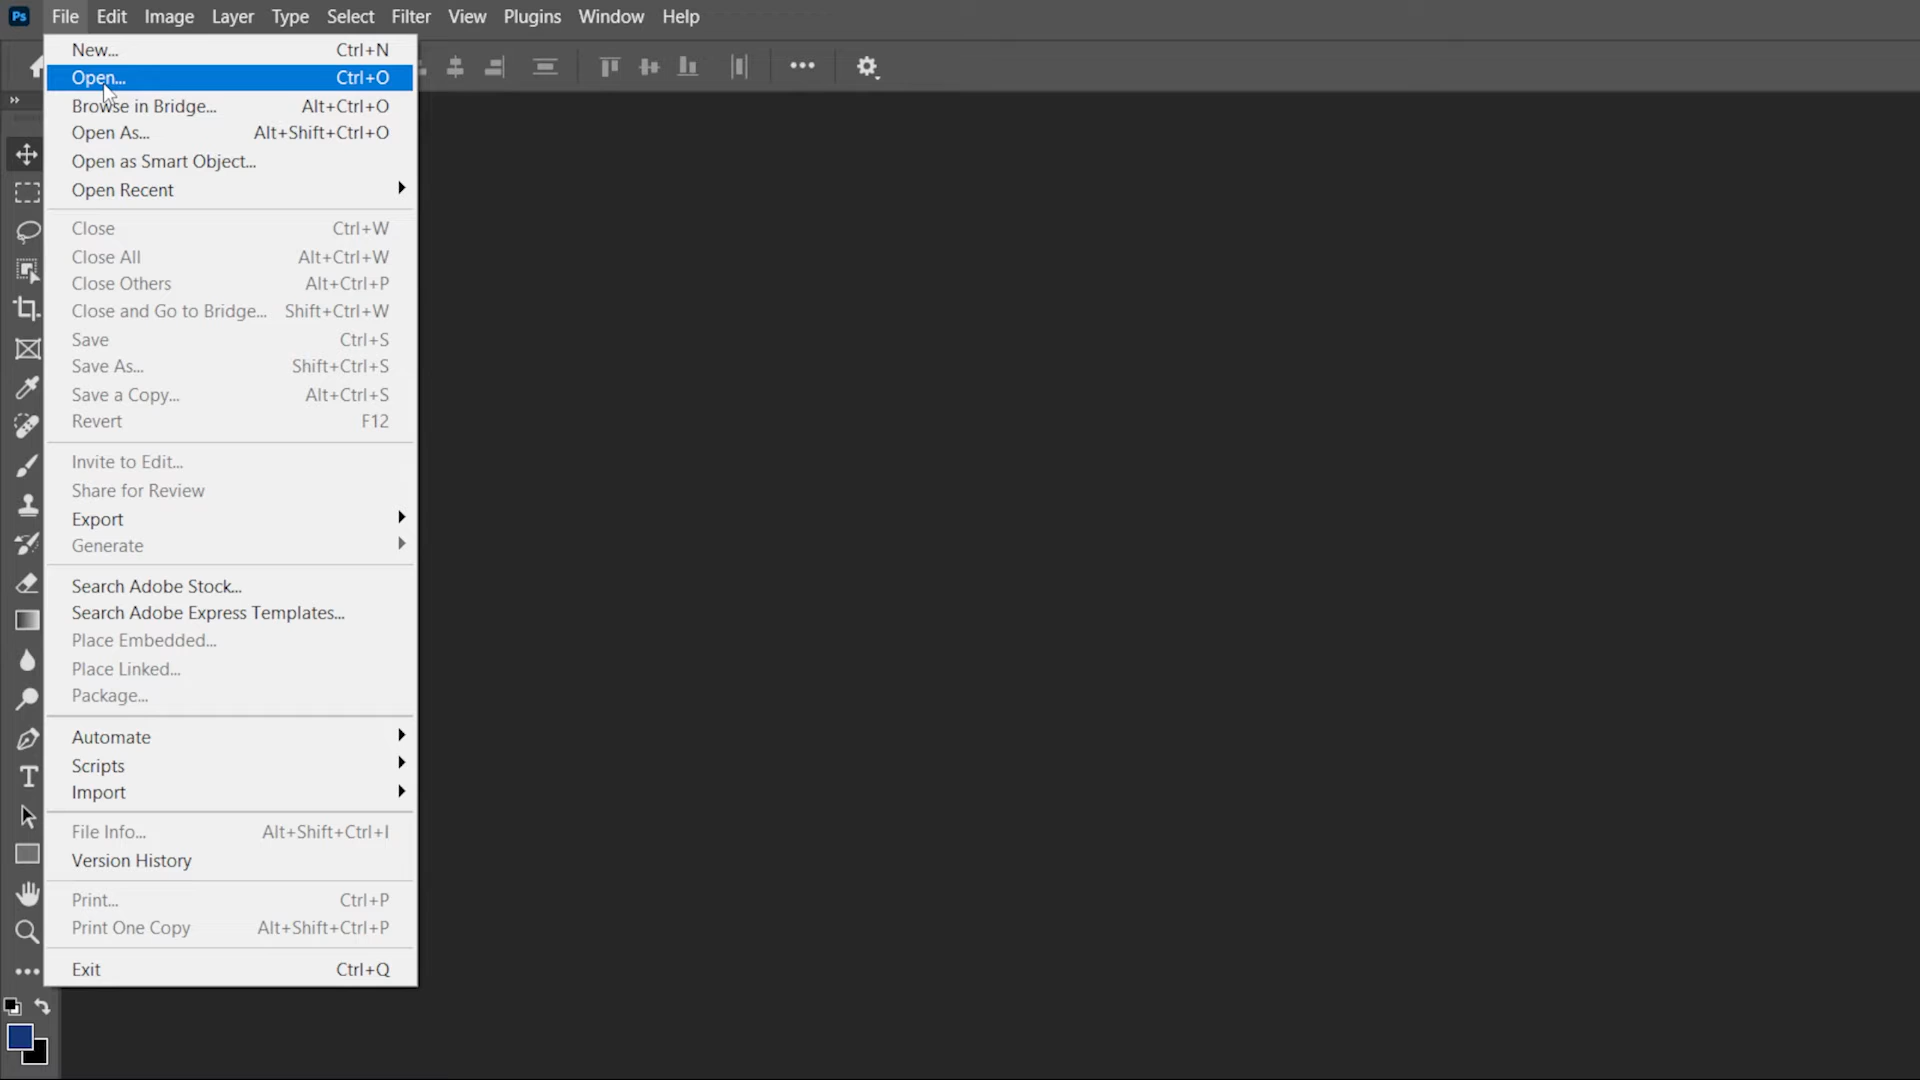 Ps File Edit Image Layer Type Select Filter View Plugins Window Help
New... Ctrl+N
Open... Ctrl+O
Browse in Bridge... Alt+Ctrl+O
Open As... Alt+Shift+Ctrl+O
Open as Smart Object...
Open Recent
Close Ctrl+W
Close All Alt+Ctrl+W
Close Others Alt+Ctrl+P
Close and Go to Bridge... Shift+Ctrl+W
Save Ctrl+S
Save As... Shift+Ctrl+S
Save a Copy... Alt+Ctrl+S
Revert F12
Invite to Edit...
Share for Review
Export
Generate
Search Adobe Stock...
Search Adobe Express Templates...
Place Embedded...
Place Linked...
Package...
Automate
Scripts
Import
File Info... Alt+Shift+Ctrl+I
Version History
Print... Ctrl+P
Print One Copy Alt+Shift+Ctrl+P
Exit Ctrl+Q